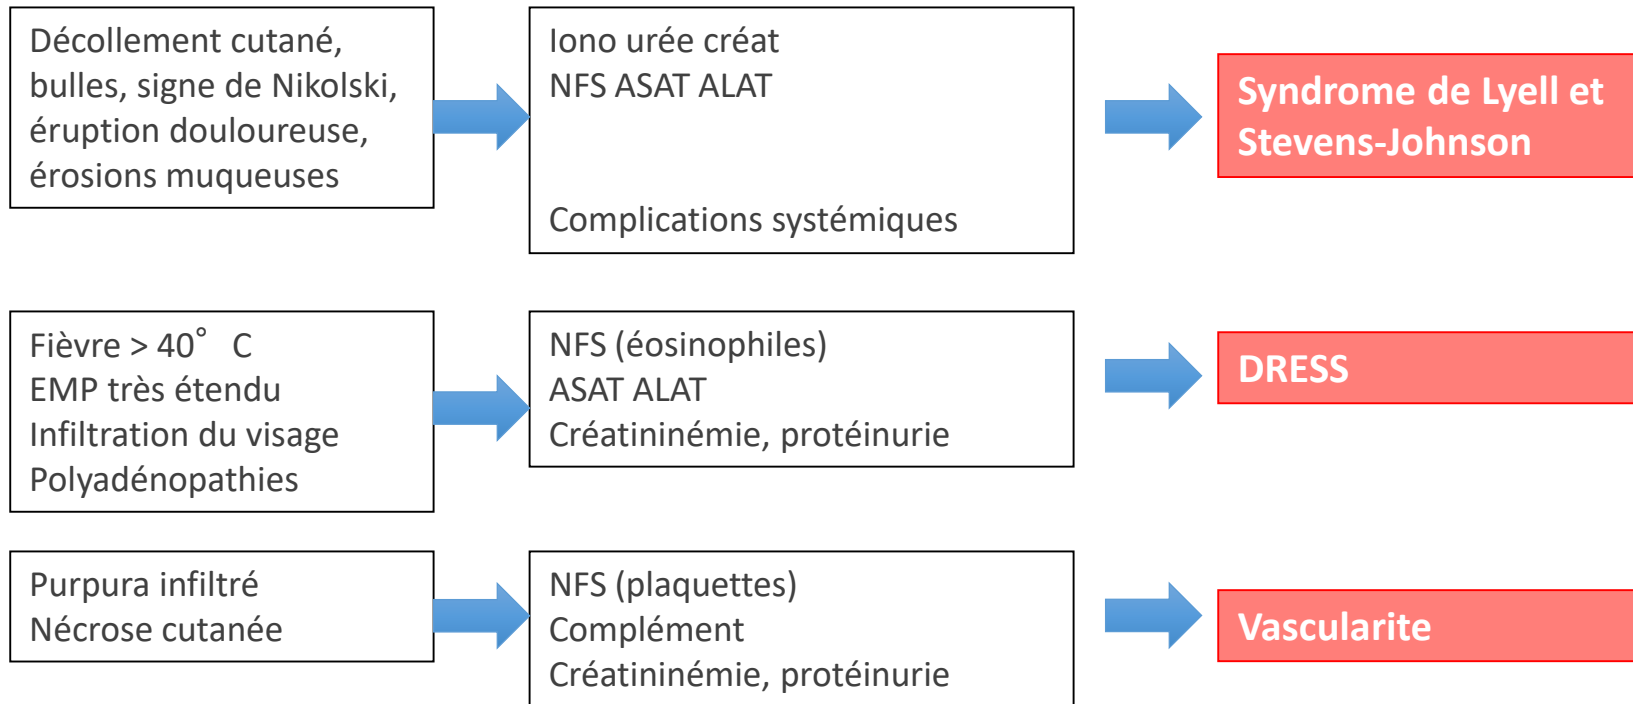 Décollement cutané,
bulles, signe de Nikolski,
éruption douloureuse,
érosions muqueuses
Iono urée créat
NFS ASAT ALAT
Complications systémiques
Syndrome de Lyell et
Stevens-Johnson
Fièvre > 40° C
EMP très étendu
Infiltration du visage
Polyadénopathies
NFS (éosinophiles)
ASAT ALAT
Créatininémie, protéinurie
DRESS
Purpura infiltré
Nécrose cutanée
NFS (plaquettes)
Complément
Créatininémie, protéinurie
Vascularite